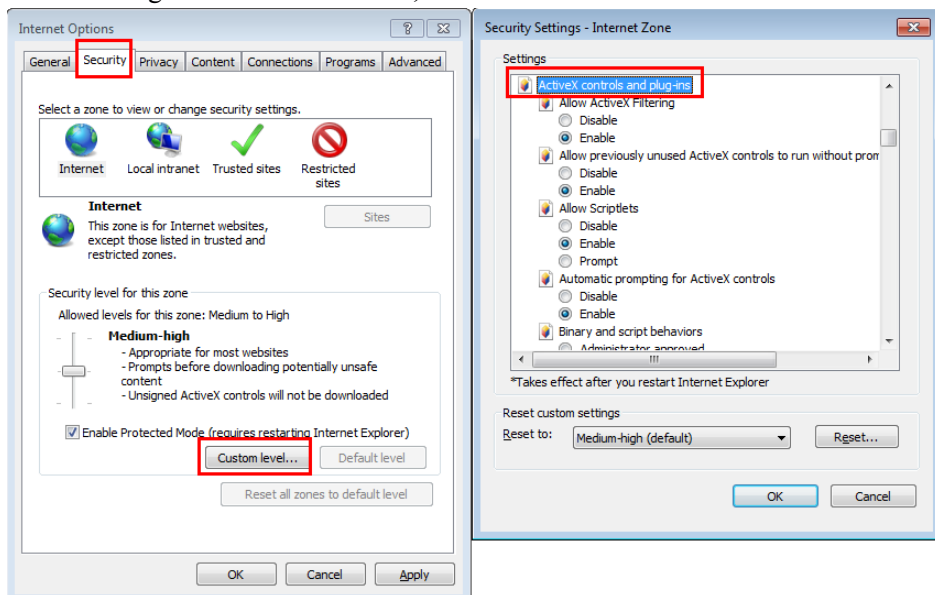 Internet Options
General Security Privacy Content Connections Programs Advanced
Select a zone to view or change security settings.
Internet Local intranet Trusted sites Restricted
sites
Internet
Sites
This zone is for Internet websites,
except those listed in trusted and
restricted zones.
Security level for this zone
Allowed levels for this zone: Medium to High
Medium-high
- Appropriate for most websites
- Prompts before downloading potentially unsafe
content
- Unsigned ActiveX controls will not be downloaded
Enable Protected Mode (requires restarting Internet Explorer)
Custom level... Default level
Reset all zones to default level
OK Cancel Apply
Security Settings - Internet Zone
Settings
ActiveX controls and plug-ins
Allow ActiveX Filtering
Disable
Enable
Allow previously unused ActiveX controls to run without prom
Disable
Enable
Allow Scriptlets
Disable
Enable
Prompt
Automatic prompting for ActiveX controls
Disable
Enable
Binary and script behaviors
Administrator approved
*Takes effect after you restart Internet Explorer
Reset custom settings
Reset to: Medium-high (default) Reset...
OK Cancel